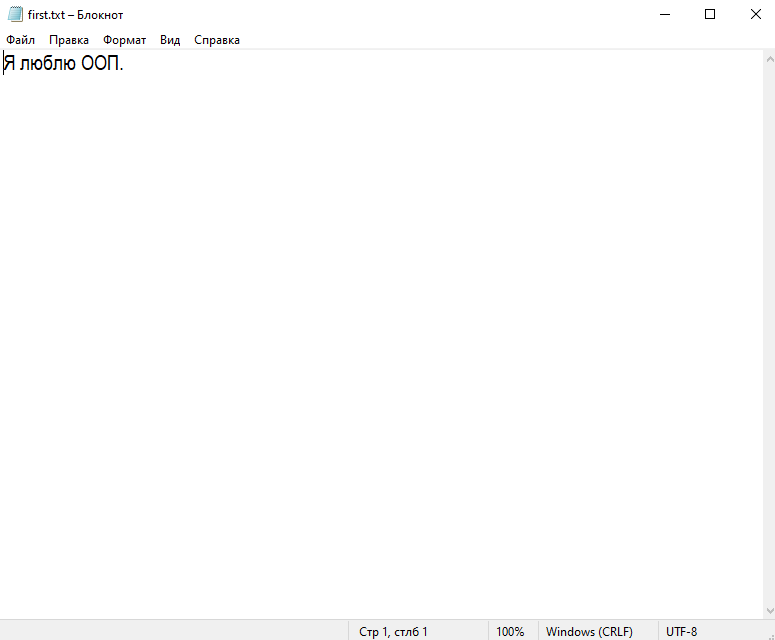 first.txt – Блокнот
Файл Правка Формат Вид Справка
Я люблю ООП.
Стр 1, стлб 1 100% Windows (CRLF) UTF-8